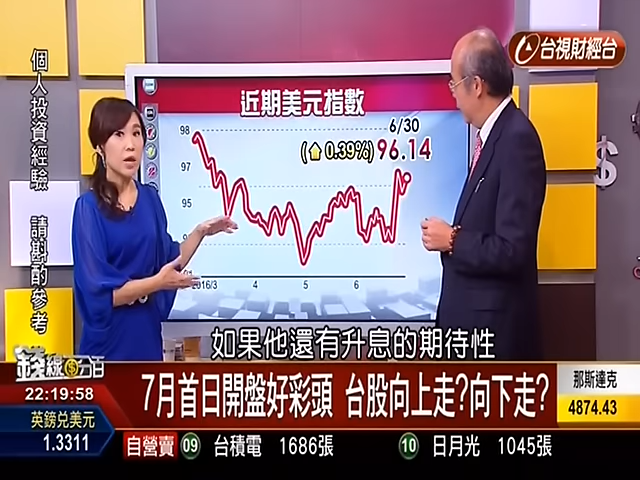 台視財經台
個人投資經驗 請斟酌參考
近期美元指數
98
6/30
(⬆0.39%)96.14
97
95
2016/3
4
5
6
如果他還有升息的期待性
錢線百分百
22:19:58
7月首日開盤好彩頭 台股向上走?向下走?
那斯達克
4874.43
英鎊兌美元
1.3311
自營賣 09 台積電 1686張 10 日月光 1045張